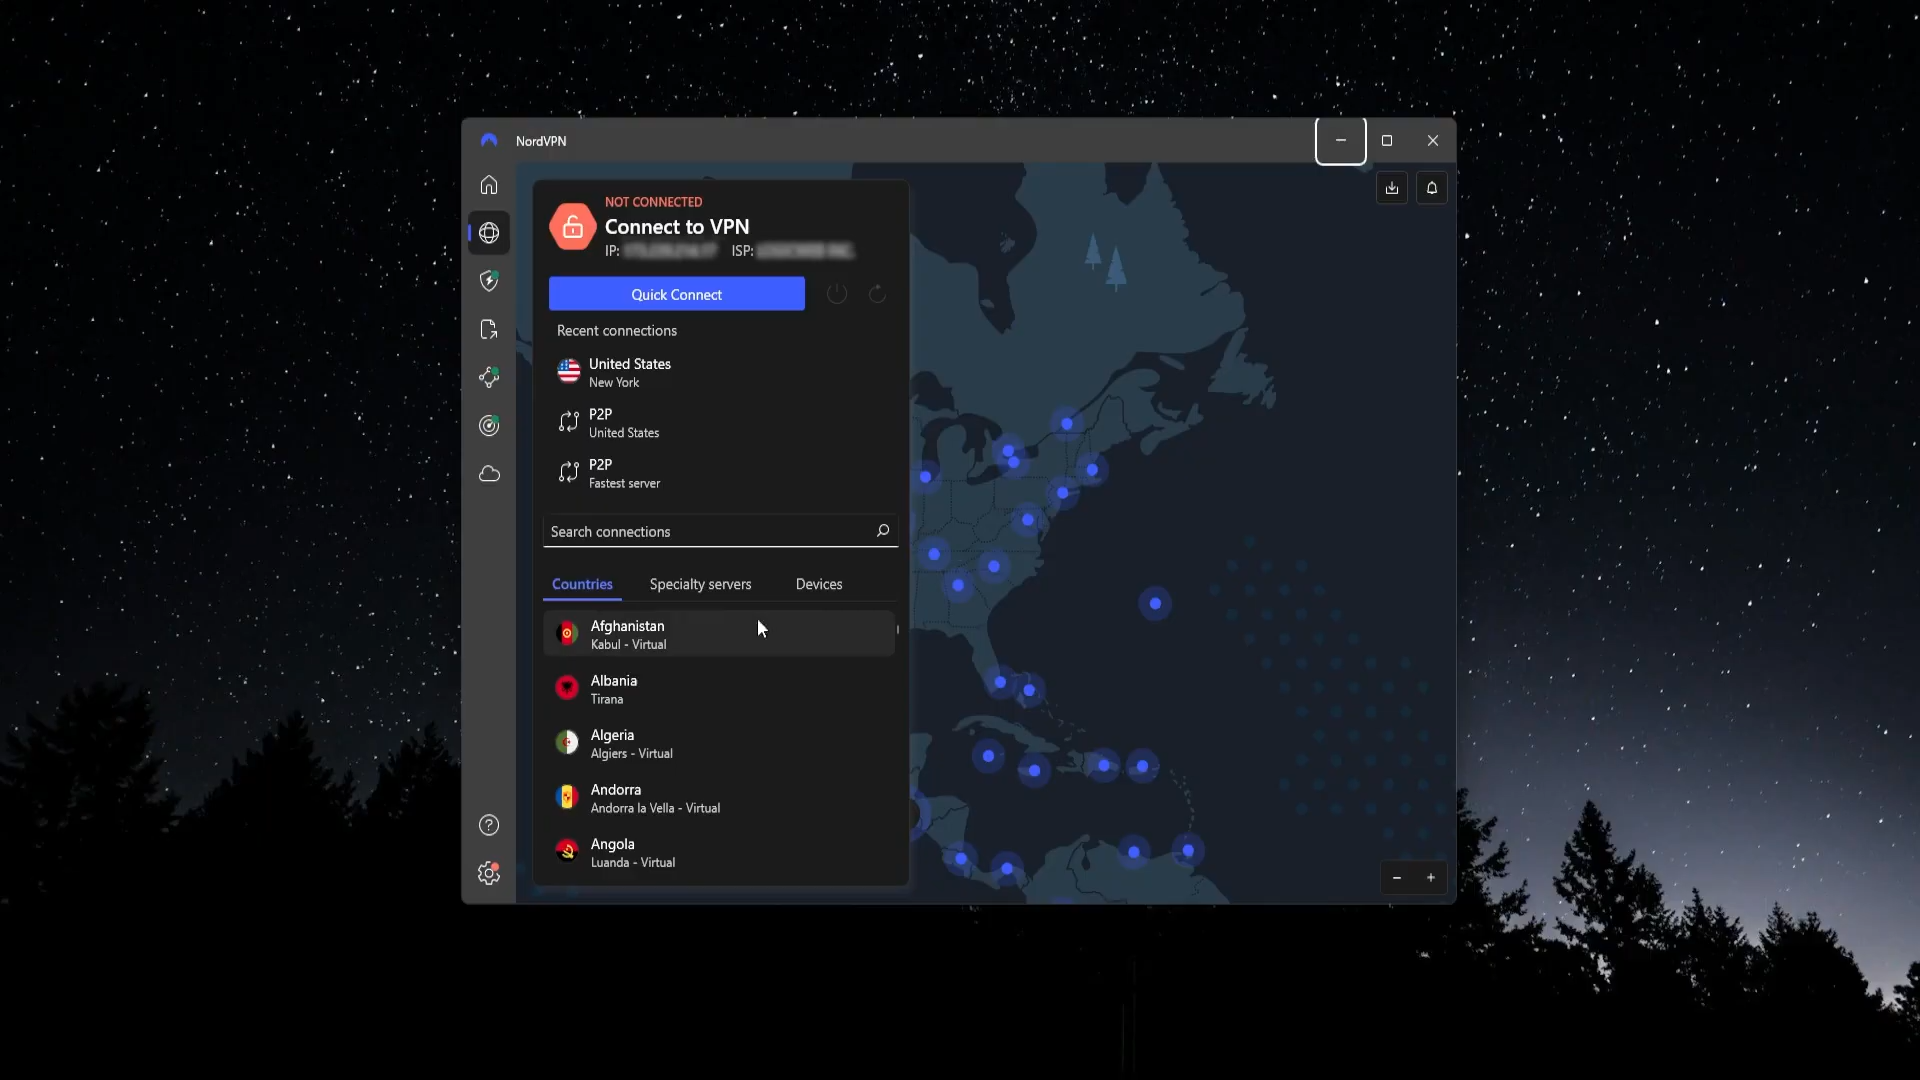 NordVPN
NOT CONNECTED
Connect to VPN
IP: ISP:
Quick Connect
Recent connections
United States
New York
P2P
United States
P2P
Fastest server
Search connections
Countries Specialty servers Devices
Afghanistan
Kabul - Virtual
Albania
Tirana
Algeria
Algiers - Virtual
Andorra
Andorra la Vella - Virtual
Angola
Luanda - Virtual